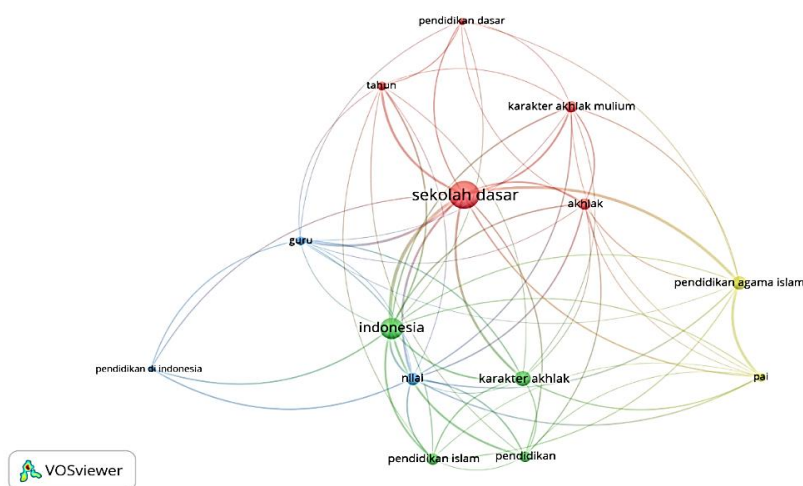 pendidikan dasar
tahun
karakter akhlak mulium
sekolah dasar
akhlak
guru
pendidikan agama islam
indonesia
pendidikan di indonesia
nilai
karakter akhlak
pai
pendidikan islam
pendidikan
VOSviewer